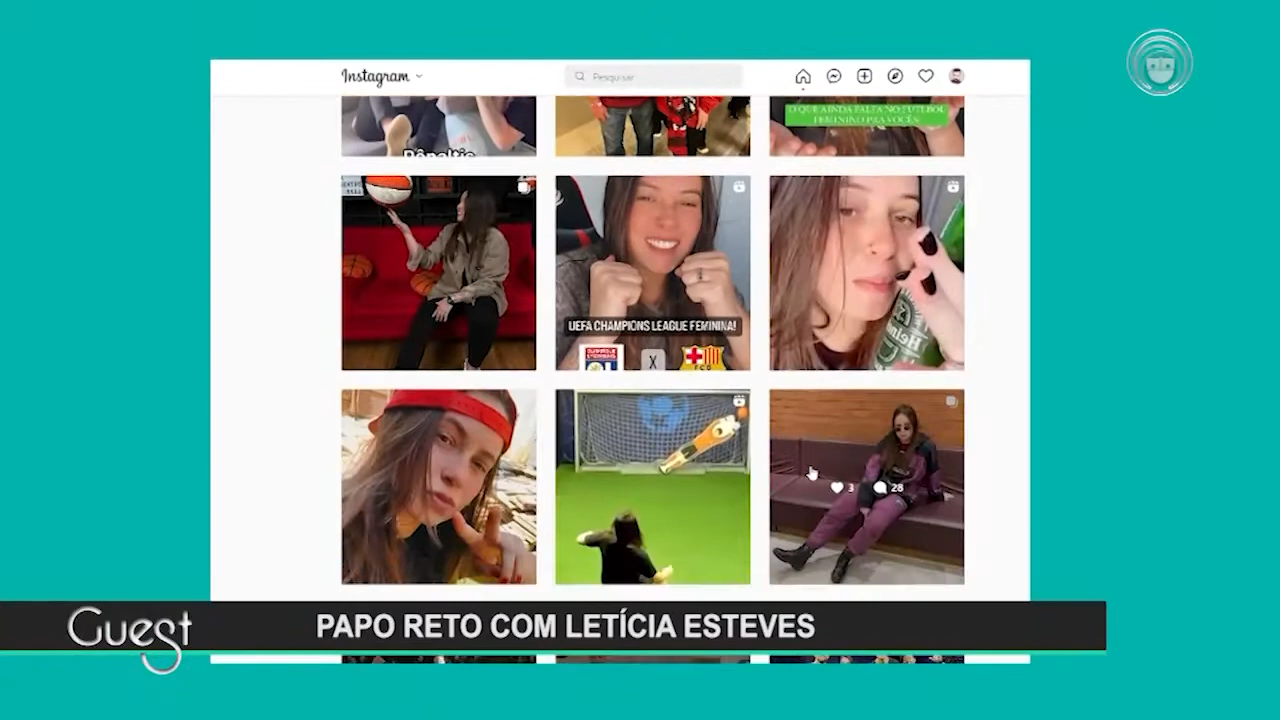 Instagram
Pesquisar
O QUE AINDA FALTA NO FUTEBOL
FEMININO PRA VOCÊS
Pênaltis
UEFA CHAMPIONS LEAGUE FEMININA!
X
3
28
Guest
PAPO RETO COM LETÍCIA ESTEVES